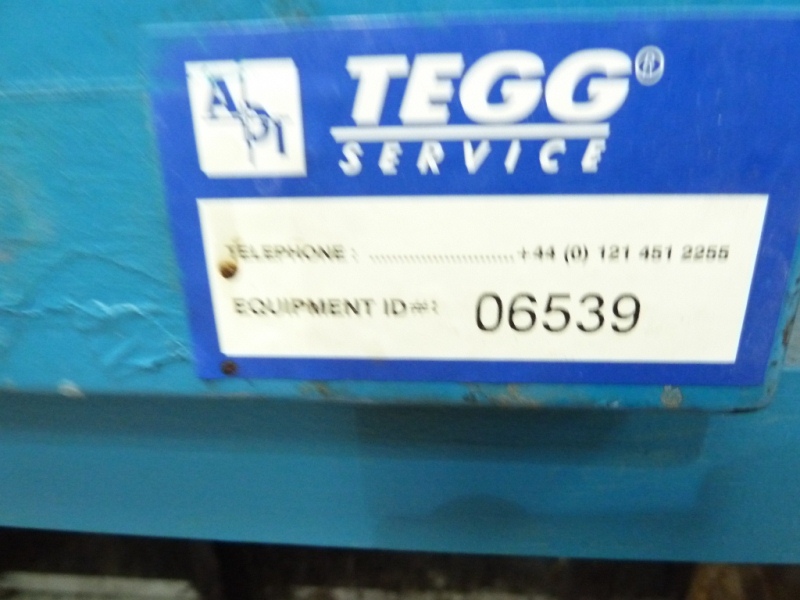 API
TEGG®
SERVICE
TELEPHONE: ............................ +44 (0) 121 451 2255
EQUIPMENT ID#: 06539